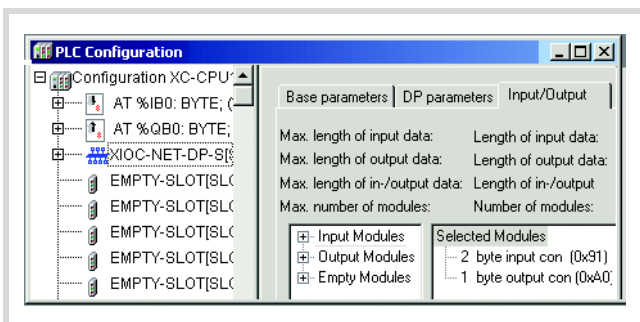 PLC Configuration
Configuration XC-CPU
AT %IB0: BYTE; (
AT %QB0: BYTE;
XIOC-NET-DP-S[
EMPTY-SLOT[SL
EMPTY-SLOT[SL
EMPTY-SLOT[SL
EMPTY-SLOT[SL
EMPTY-SLOT[SL
Base parameters DP parameters Input/Output
Max. length of input data: Length of input data:
Max. length of output data: Length of output data:
Max. length of in-/output data: Length of in-/output
Max. number of modules: Number of modules:
Input Modules
Output Modules
Empty Modules
Selected Modules
2 byte input con (0x91)
1 byte output con (0xA0)